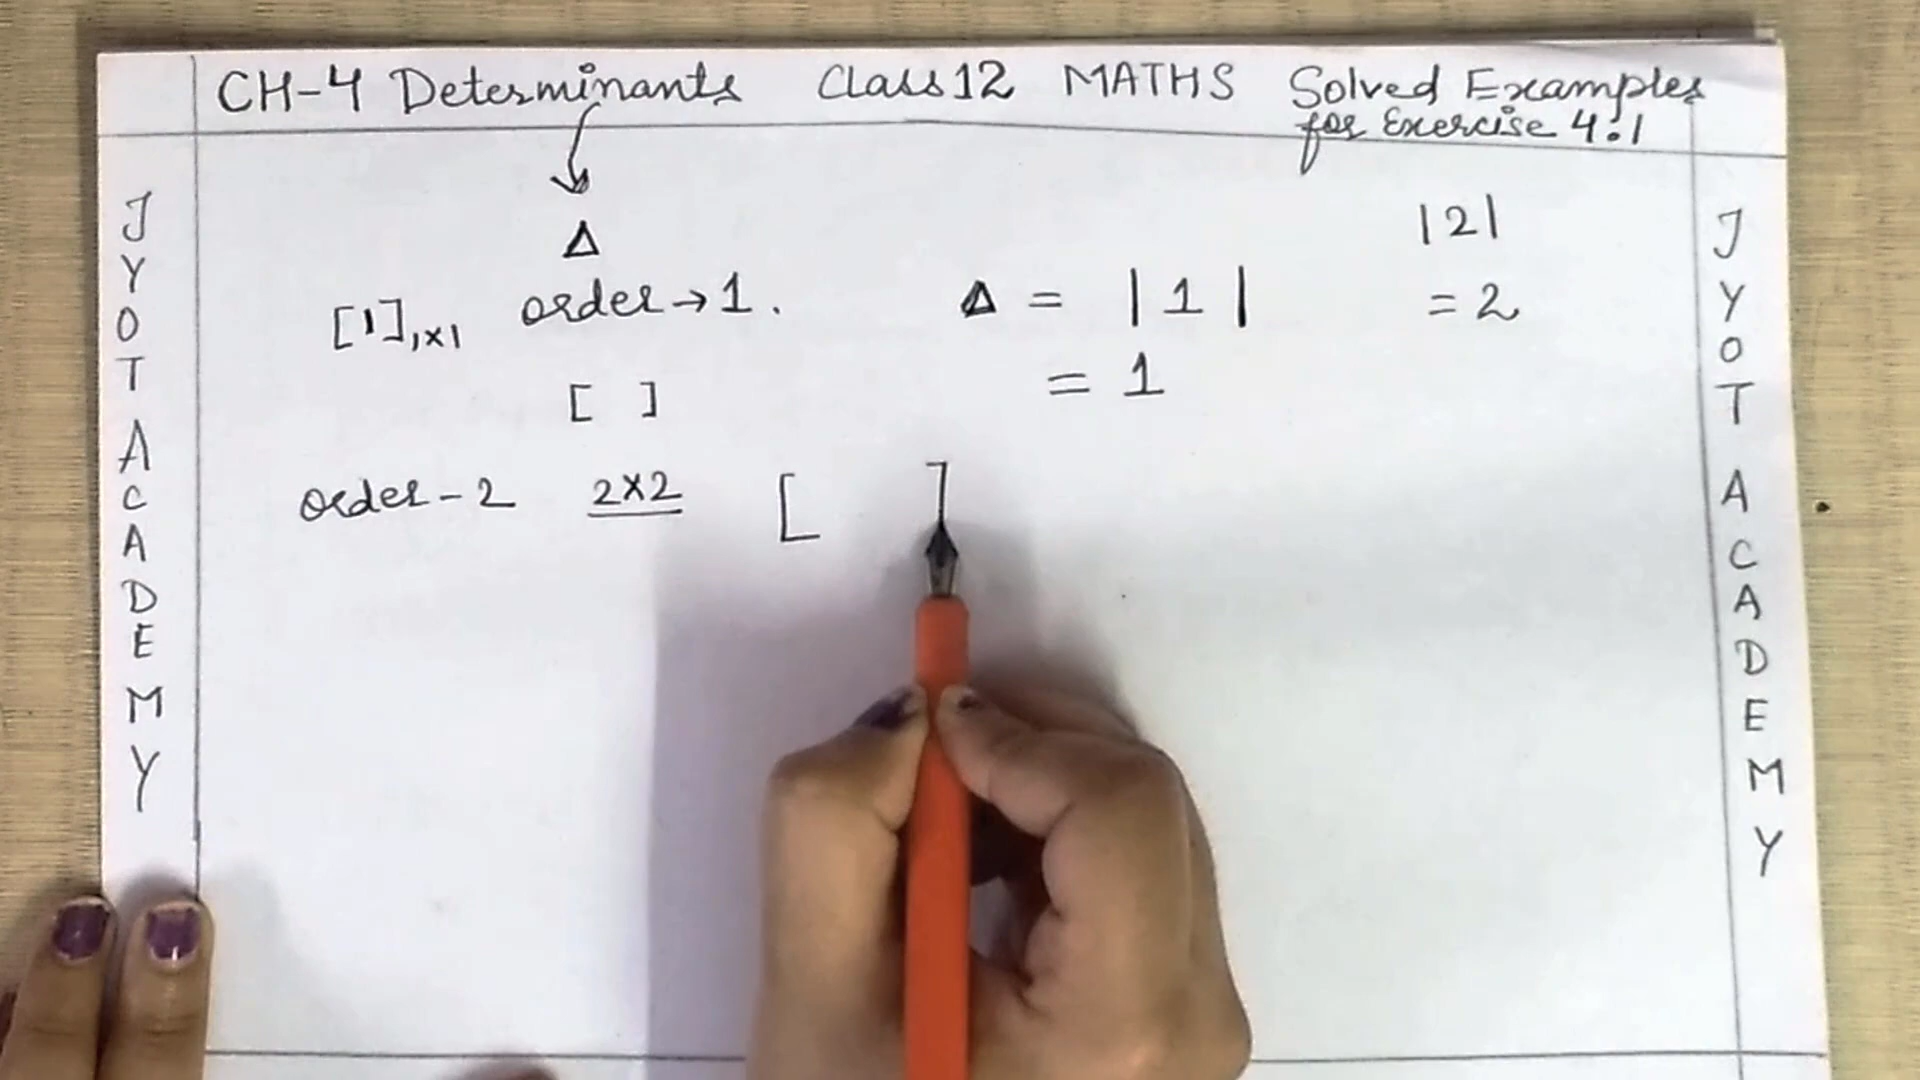 CH-4 Determinants Class 12 MATHS Solved Examples
for Exercise 4.1
Δ
|2|
[1]1×1 order→1. Δ = |1|
= 2
= 1
[ ]
order-2 2×2 [ ]
JYOT ACADEMY
JYOT ACADEMY